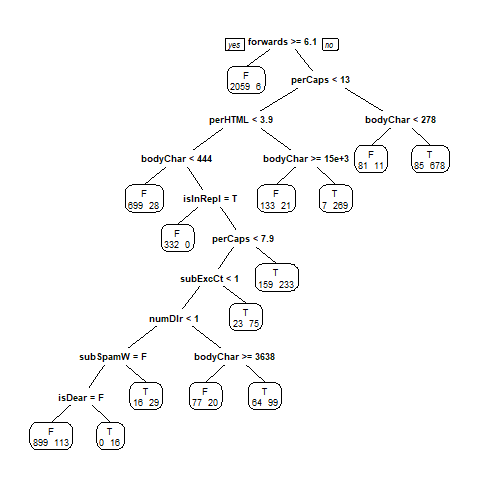 yes forwards >= 6.1 no
F
2059 6
perCaps < 13
perHTML < 3.9
bodyChar < 278
bodyChar < 444
bodyChar >= 15e+3
F
81 11
T
85 678
F
699 28
isInRepl = T
F
133 21
T
7 269
F
332 0
perCaps < 7.9
subExcCt < 1
T
159 233
numDlr < 1
T
23 75
subSpamW = F
bodyChar >= 3638
isDear = F
T
16 29
F
77 20
T
64 99
F
899 113
T
0 16